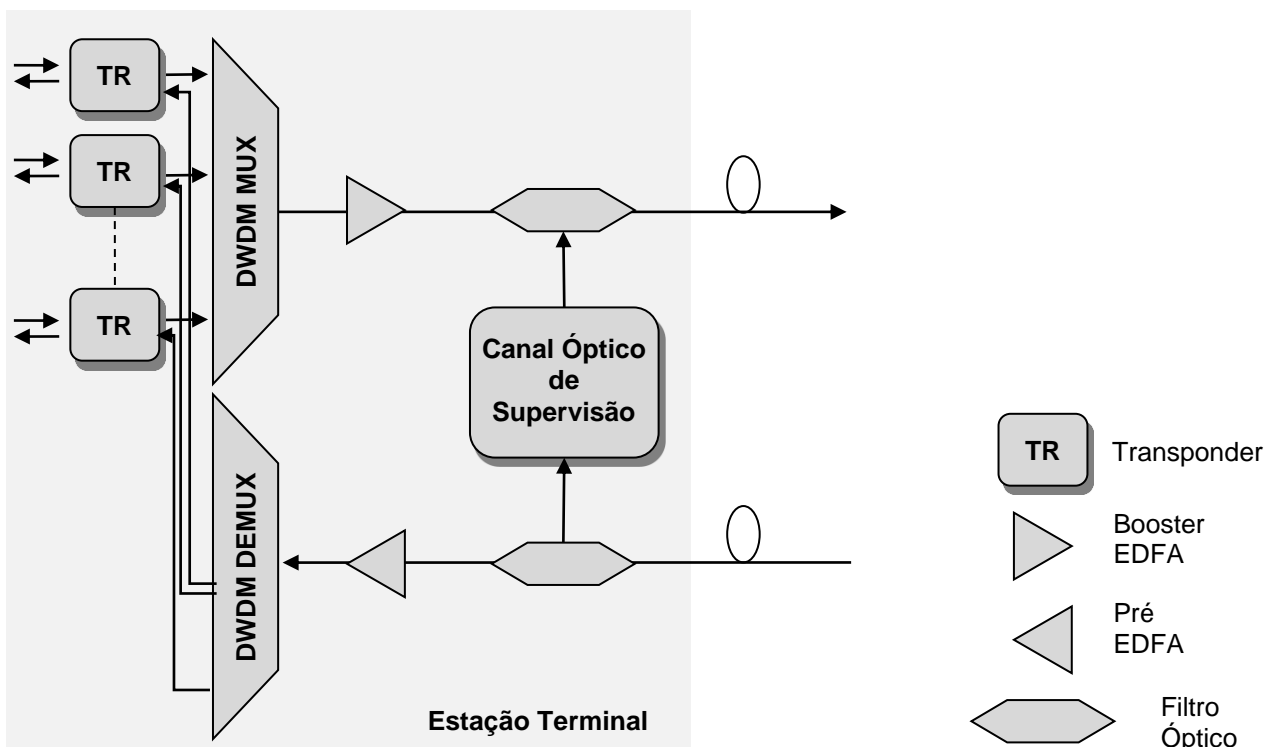 TR
TR
TR
DWDM MUX
Canal Óptico
de
Supervisão
DWDM DEMUX
Estação Terminal
TR
Transponder
Booster
EDFA
Pré
EDFA
Filtro
Óptico